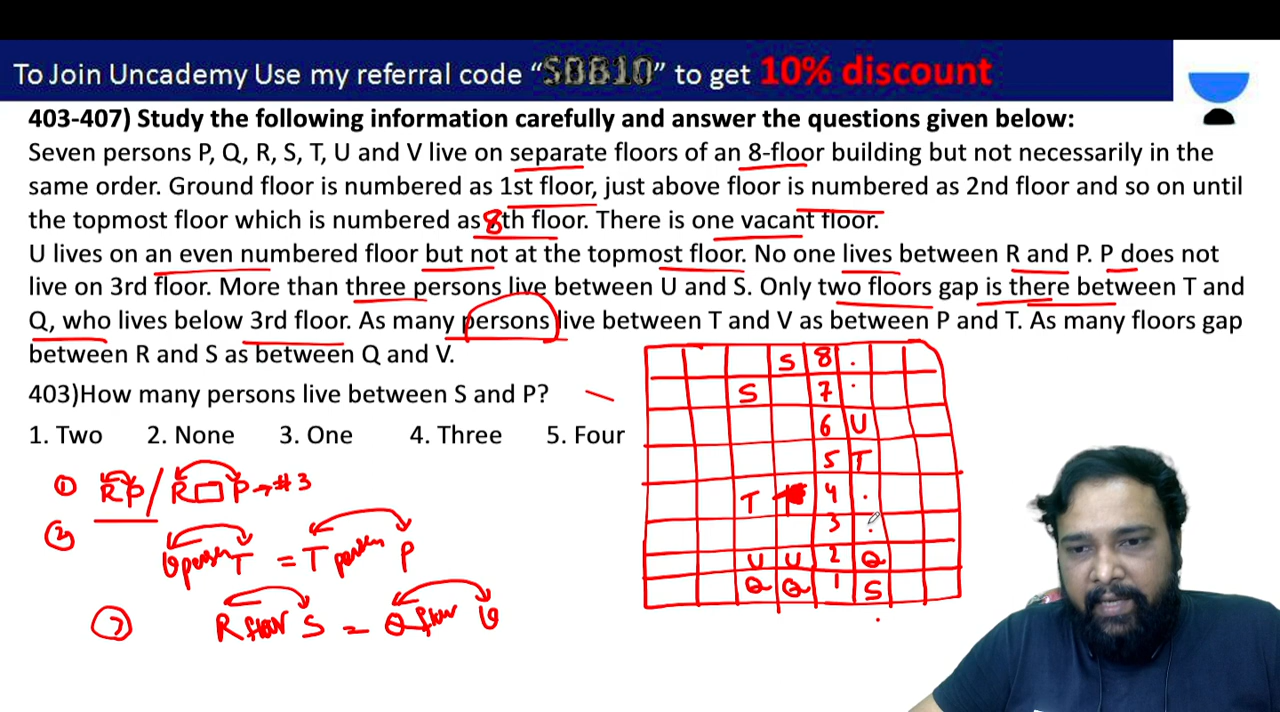 To Join Uncademy Use my referral code “SBB10” to get 10% discount
403-407) Study the following information carefully and answer the questions given below:
Seven persons P, Q, R, S, T, U and V live on separate floors of an 8-floor building but not necessarily in the
same order. Ground floor is numbered as 1st floor, just above floor is numbered as 2nd floor and so on until
the topmost floor which is numbered as 8th floor. There is one vacant floor.
U lives on an even numbered floor but not at the topmost floor. No one lives between R and P. P does not
live on 3rd floor. More than three persons live between U and S. Only two floors gap is there between T and
Q, who lives below 3rd floor. As many persons live between T and V as between P and T. As many floors gap
between R and S as between Q and V.
403)How many persons live between S and P?
1. Two 2. None 3. One 4. Three 5. Four
① RP / R P → #3
②
T = T person P
R floor S = Q floor
S 8 .
S 7 .
6 U
5 T
T 4 .
3 .
U U 2 Q
Q Q 1 S